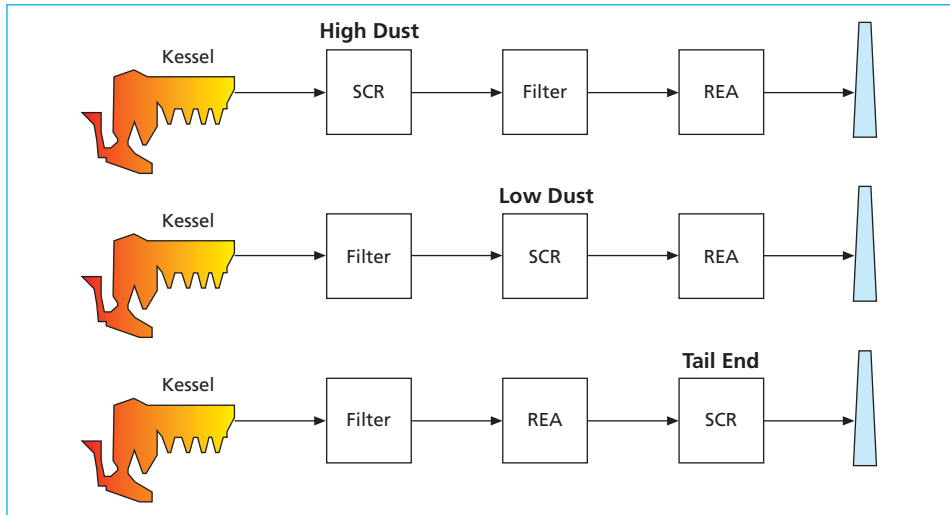 High Dust
Kessel
SCR
Filter
REA
Low Dust
Kessel
Filter
SCR
REA
Tail End
Kessel
Filter
REA
SCR